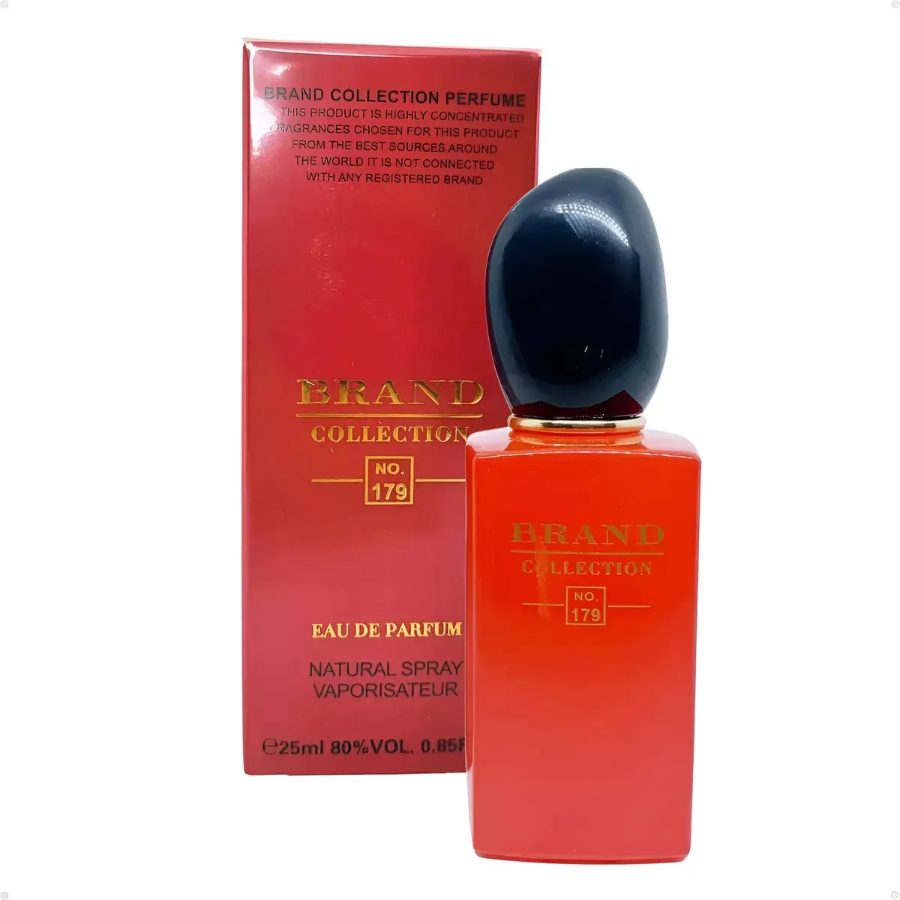 BRAND COLLECTION PERFUME
THIS PRODUCT IS HIGHLY CONCENTRATED
FRAGRANCES CHOSEN FOR THIS PRODUCT
FROM THE BEST SOURCES AROUND
THE WORLD IT IS NOT CONNECTED
WITH ANY REGISTERED BRAND
BRAND
COLLECTION
NO.
179
EAU DE PARFUM
NATURAL SPRAY
VAPORISATEUR
℮25ml 80%VOL. 0.85F
BRAND
COLLECTION
NO.
179